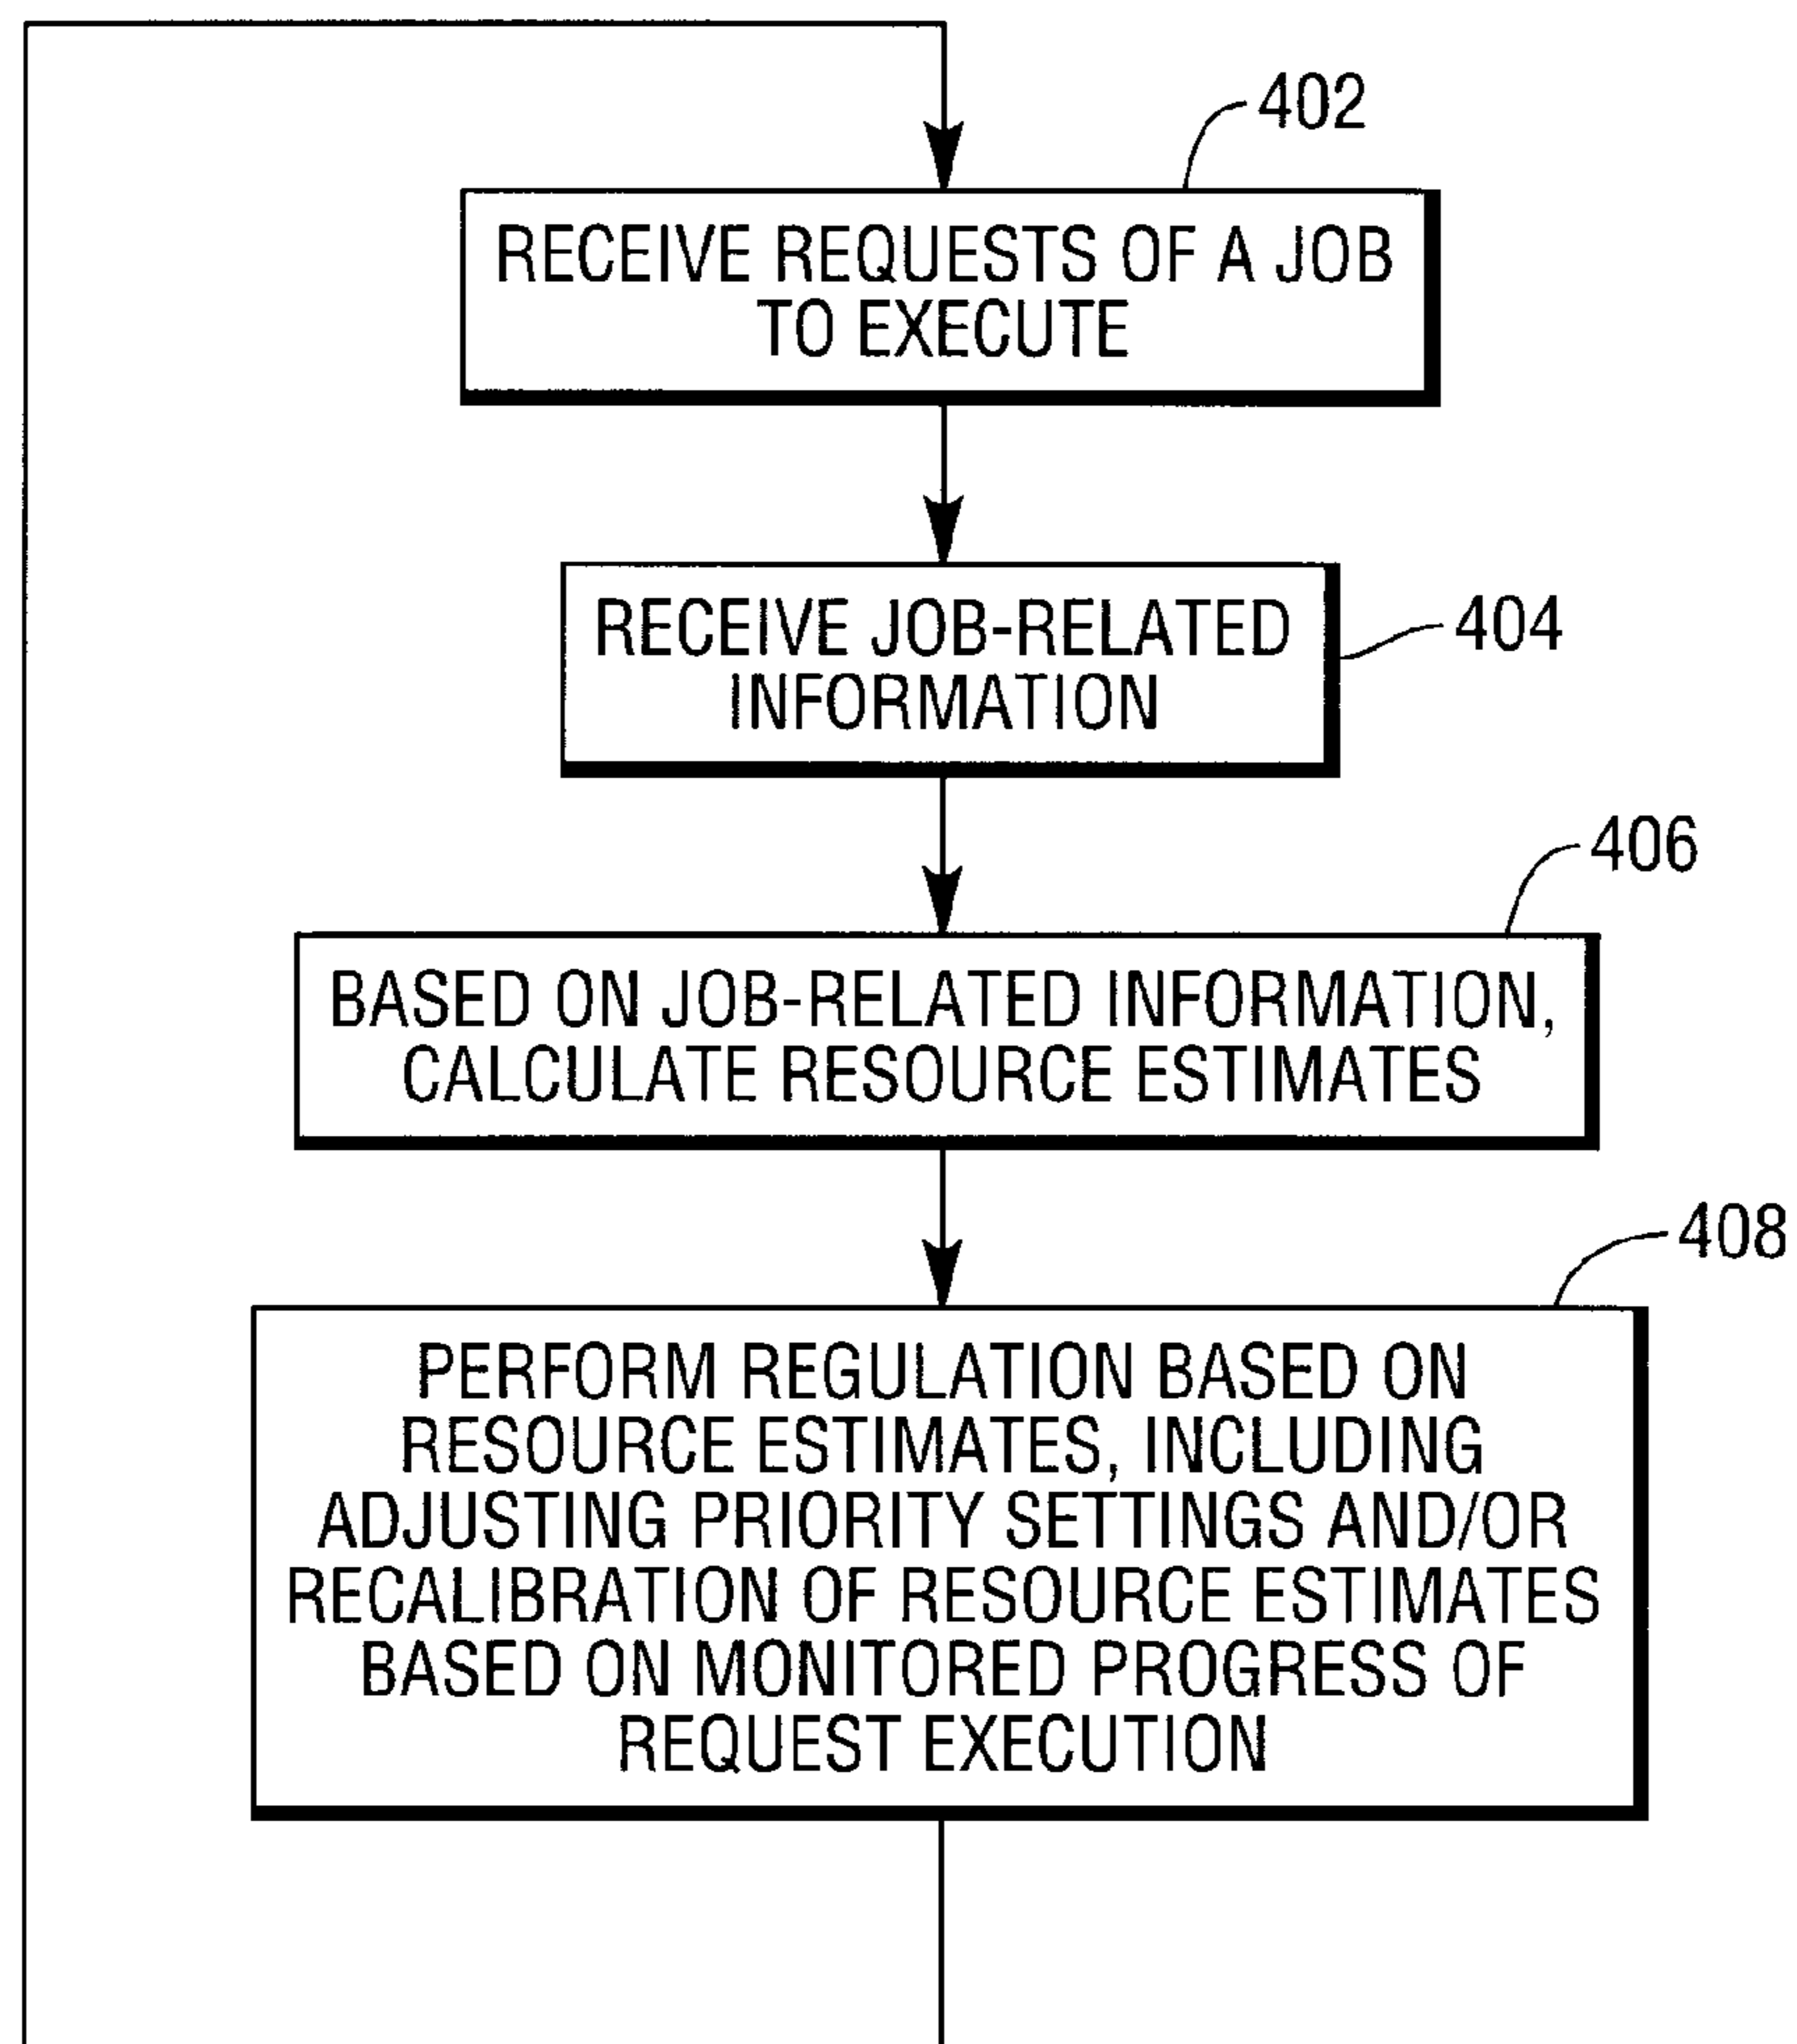 402
RECEIVE REQUESTS OF A JOB
TO EXECUTE
RECEIVE JOB-RELATED
INFORMATION
404
406
BASED ON JOB-RELATED INFORMATION,
CALCULATE RESOURCE ESTIMATES
408
PERFORM REGULATION BASED ON
RESOURCE ESTIMATES, INCLUDING
ADJUSTING PRIORITY SETTINGS AND/OR
RECALIBRATION OF RESOURCE ESTIMATES
BASED ON MONITORED PROGRESS OF
REQUEST EXECUTION